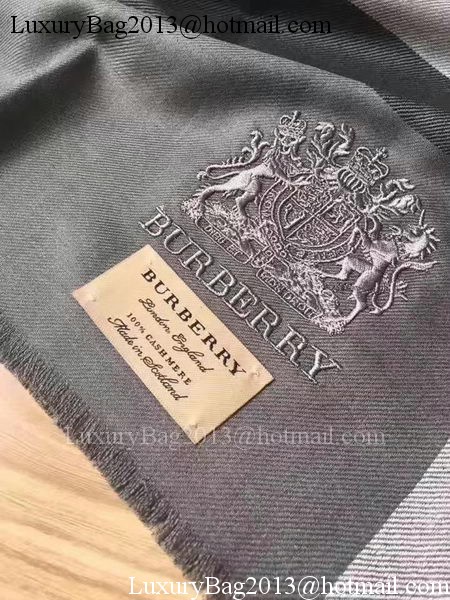 LuxuryBag2013@hotmail.com
BURBERRY
BURBERRY
London, England
100% CASHMERE
Made in Scotland
LuxuryBag2013@hotmail.com
LuxuryBag2013@hotmail.com